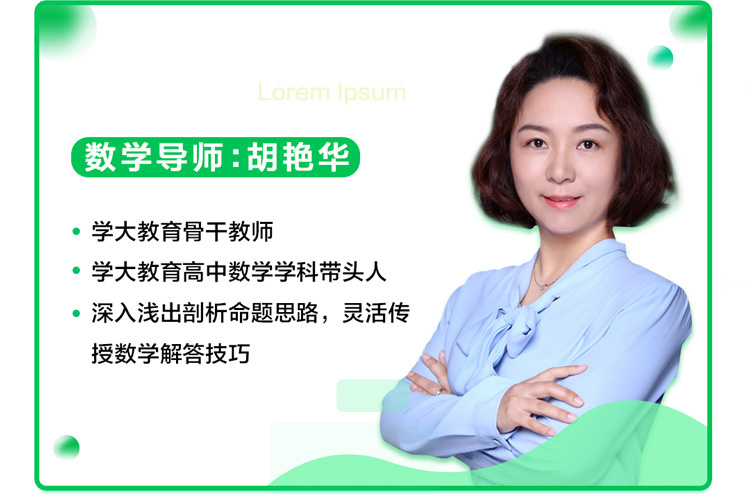 Lorem Ipsum
数学导师:胡艳华
学大教育骨干教师
学大教育高中数学学科带头人
深入浅出剖析命题思路，灵活传
授数学解答技巧